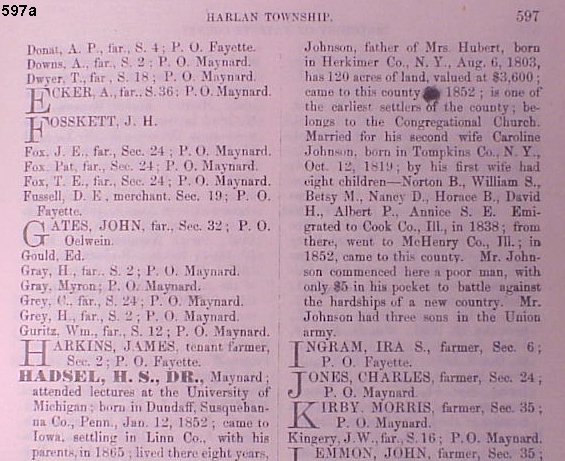 597a
HARLAN TOWNSHIP.
597
Donat, A. P., far., S. 4; P. O. Fayette.
Downs, A., far., S. 2; P. O. Maynard.
Dwyer, T., far, S. 18; P. O. Maynard.
ECKER, A., far., S. 36; P. O. Maynard.
FOSSKETT, J. H.
Fox, J. E., far., Sec. 24; P. O. Maynard.
Fox, Pat, far., Sec. 24; P. O. Maynard.
Fox, T. E., far., Sec. 24; P. O. Maynard.
Fussell, D. E., merchant, Sec. 19; P. O.
Fayette.
GATES, JOHN, far., Sec. 32; P. O.
Oelwein.
Gould, Ed.
Gray, H., far., S. 2; P. O. Maynard.
Gray, Myron; P. O. Maynard.
Grey, C., far., S. 24; P. O. Maynard.
Grey, H., far., S. 2; P. O. Maynard.
Guritz, Wm., far., S. 12; P. O. Maynard.
HARKINS, JAMES, tenant farmer,
Sec. 2; P. O. Fayette.
HADSEL, H. S., DR., Maynard;
attended lectures at the University of
Michigan; born in Dundaff, Susquehan-
na Co., Penn., Jan. 12, 1852; came to
Iowa, settling in Linn Co., with his
parents, in 1865; lived there eight years,
Johnson, father of Mrs. Hubert, born
in Herkimer Co., N. Y., Aug. 6, 1803,
has 120 acres of land, valued at $3,600;
came to this county 1852; is one of
the earliest settlers of the county; be-
longs to the Congregational Church.
Married for his second wife Caroline
Johnson, born in Tompkins Co., N. Y.,
Oct. 12, 1819; by his first wife had
eight children—Norton B., William S.,
Betsy M., Nancy D., Horace B., David
H., Albert P., Annice S. E. Emi-
grated to Cook Co., Ill., in 1838; from
there, went to McHenry Co., Ill.; in
1852, came to this county. Mr. John-
son commenced here a poor man, with
only $5 in his pocket to battle against
the hardships of a new country. Mr.
Johnson had three sons in the Union
army.
INGRAM, IRA S., farmer, Sec. 6;
P. O. Fayette.
JONES, CHARLES, farmer, Sec. 24;
P. O. Maynard.
KIRBY, MORRIS, farmer, Sec. 35;
P. O. Maynard.
Kingery, J. W., far., S. 16; P. O. Maynard.
LEMMON, JOHN, farmer, Sec. 35;